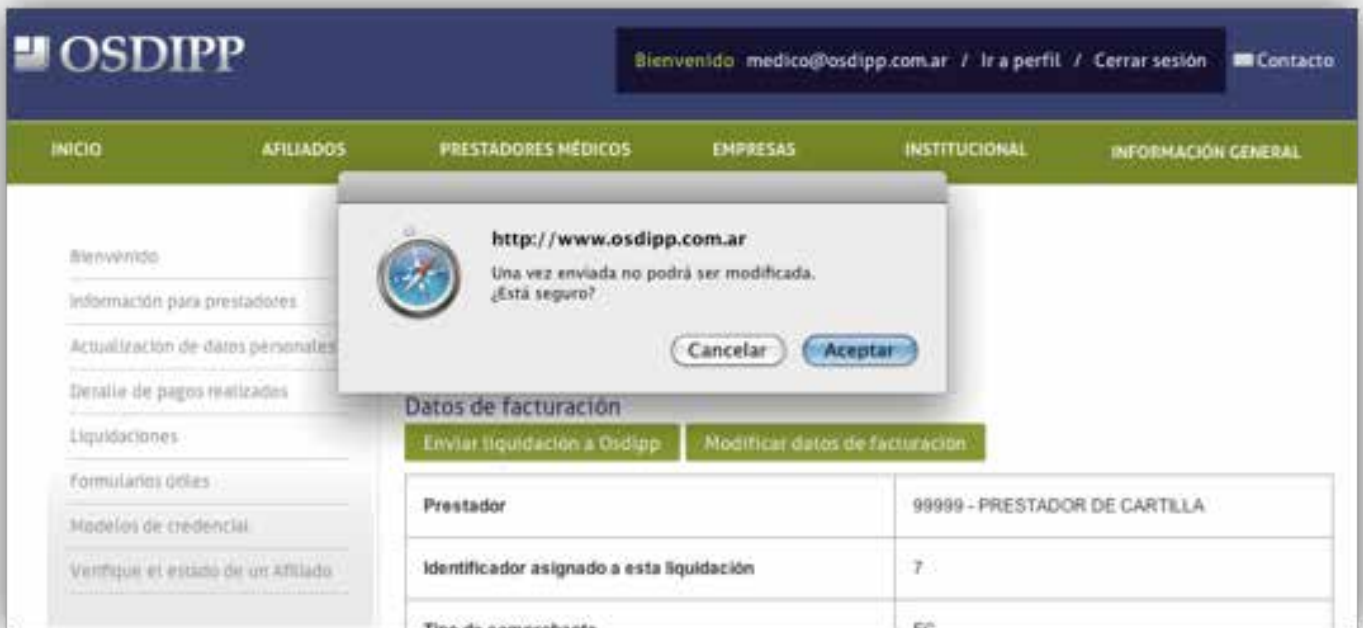 OSDIPP
Bienvenido medico@osdipp.com.ar / Ir a perfil / Cerrar sesión Contacto
INICIO AFILIADOS PRESTADORES MÉDICOS EMPRESAS INSTITUCIONAL INFORMACIÓN GENERAL
http://www.osdipp.com.ar
Una vez enviada no podrá ser modificada.
¿Está seguro?
Cancelar Aceptar
Bienvenido
Información para prestadores
Actualización de datos personales
Detalle de pagos realizados
Liquidaciones
Formularios útiles
Modelos de credencial
Verifique el estado de un Afiliado
Datos de facturación
Enviar liquidación a Osdipp Modificar datos de facturación
Prestador 99999 - PRESTADOR DE CARTILLA
Identificador asignado a esta liquidación 7
Tipo de comprobante FC